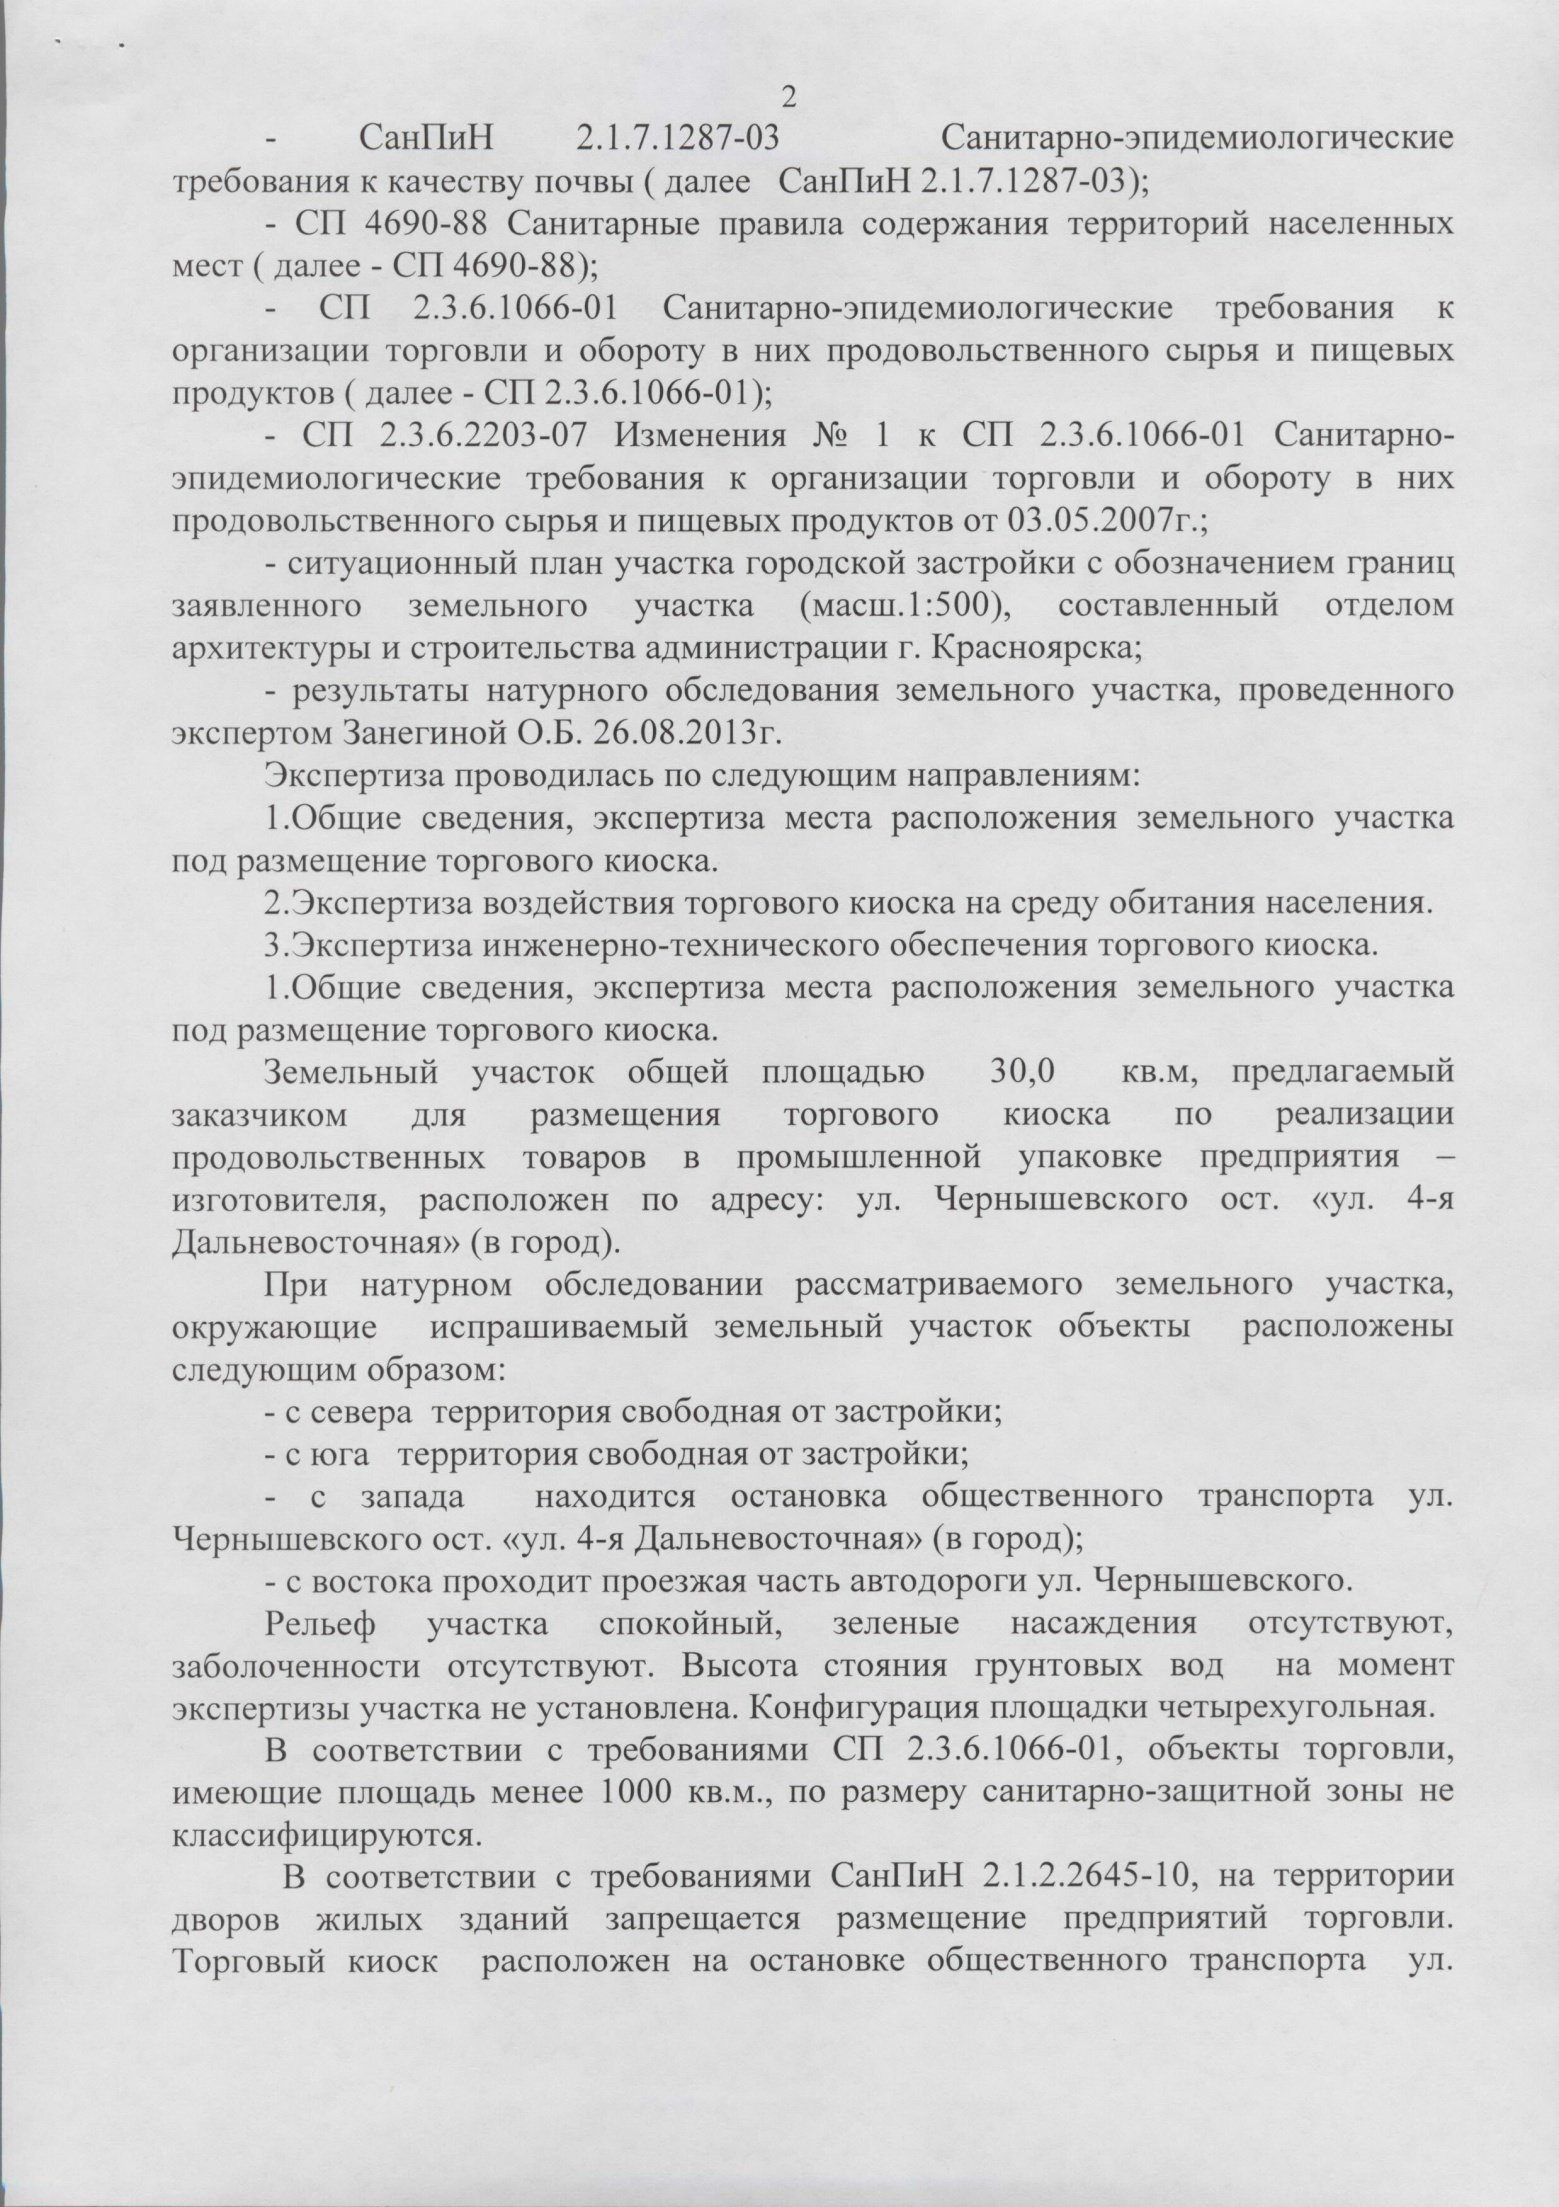 2
- СанПиН 2.1.7.1287-03 Санитарно-эпидемиологические
требования к качеству почвы ( далее СанПиН 2.1.7.1287-03);
- СП 4690-88 Санитарные правила содержания территорий населенных
мест ( далее - СП 4690-88);
- СП 2.3.6.1066-01 Санитарно-эпидемиологические требования к
организации торговли и обороту в них продовольственного сырья и пищевых
продуктов ( далее - СП 2.3.6.1066-01);
- СП 2.3.6.2203-07 Изменения № 1 к СП 2.3.6.1066-01 Санитарно-
эпидемиологические требования к организации торговли и обороту в них
продовольственного сырья и пищевых продуктов от 03.05.2007г.;
- ситуационный план участка городской застройки с обозначением границ
заявленного земельного участка (масш.1:500), составленный отделом
архитектуры и строительства администрации г. Красноярска;
- результаты натурного обследования земельного участка, проведенного
экспертом Занегиной О.Б. 26.08.2013г.
Экспертиза проводилась по следующим направлениям:
1.Общие сведения, экспертиза места расположения земельного участка
под размещение торгового киоска.
2.Экспертиза воздействия торгового киоска на среду обитания населения.
3.Экспертиза инженерно-технического обеспечения торгового киоска.
1.Общие сведения, экспертиза места расположения земельного участка
под размещение торгового киоска.
Земельный участок общей площадью 30,0 кв.м, предлагаемый
заказчиком для размещения торгового киоска по реализации
продовольственных товаров в промышленной упаковке предприятия –
изготовителя, расположен по адресу: ул. Чернышевского ост. «ул. 4-я
Дальневосточная» (в город).
При натурном обследовании рассматриваемого земельного участка,
окружающие испрашиваемый земельный участок объекты расположены
следующим образом:
- с севера территория свободная от застройки;
- с юга территория свободная от застройки;
- с запада находится остановка общественного транспорта ул.
Чернышевского ост. «ул. 4-я Дальневосточная» (в город);
- с востока проходит проезжая часть автодороги ул. Чернышевского.
Рельеф участка спокойный, зеленые насаждения отсутствуют,
заболоченности отсутствуют. Высота стояния грунтовых вод на момент
экспертизы участка не установлена. Конфигурация площадки четырехугольная.
В соответствии с требованиями СП 2.3.6.1066-01, объекты торговли,
имеющие площадь менее 1000 кв.м., по размеру санитарно-защитной зоны не
классифицируются.
В соответствии с требованиями СанПиН 2.1.2.2645-10, на территории
дворов жилых зданий запрещается размещение предприятий торговли.
Торговый киоск расположен на остановке общественного транспорта ул.